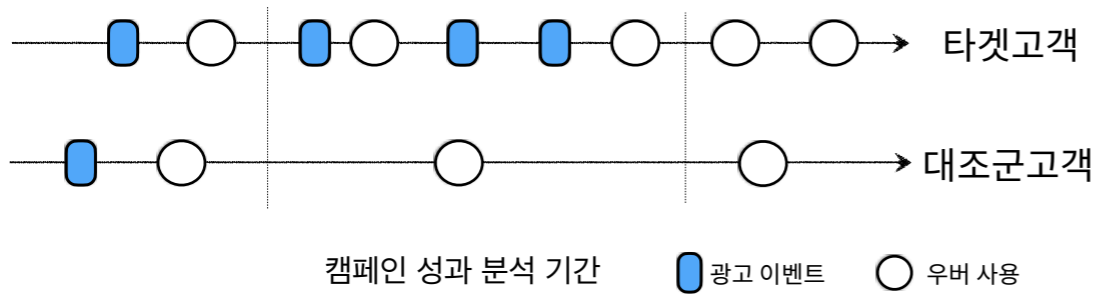 타겟고객
대조군고객
캠페인 성과 분석 기간
광고 이벤트
우버 사용